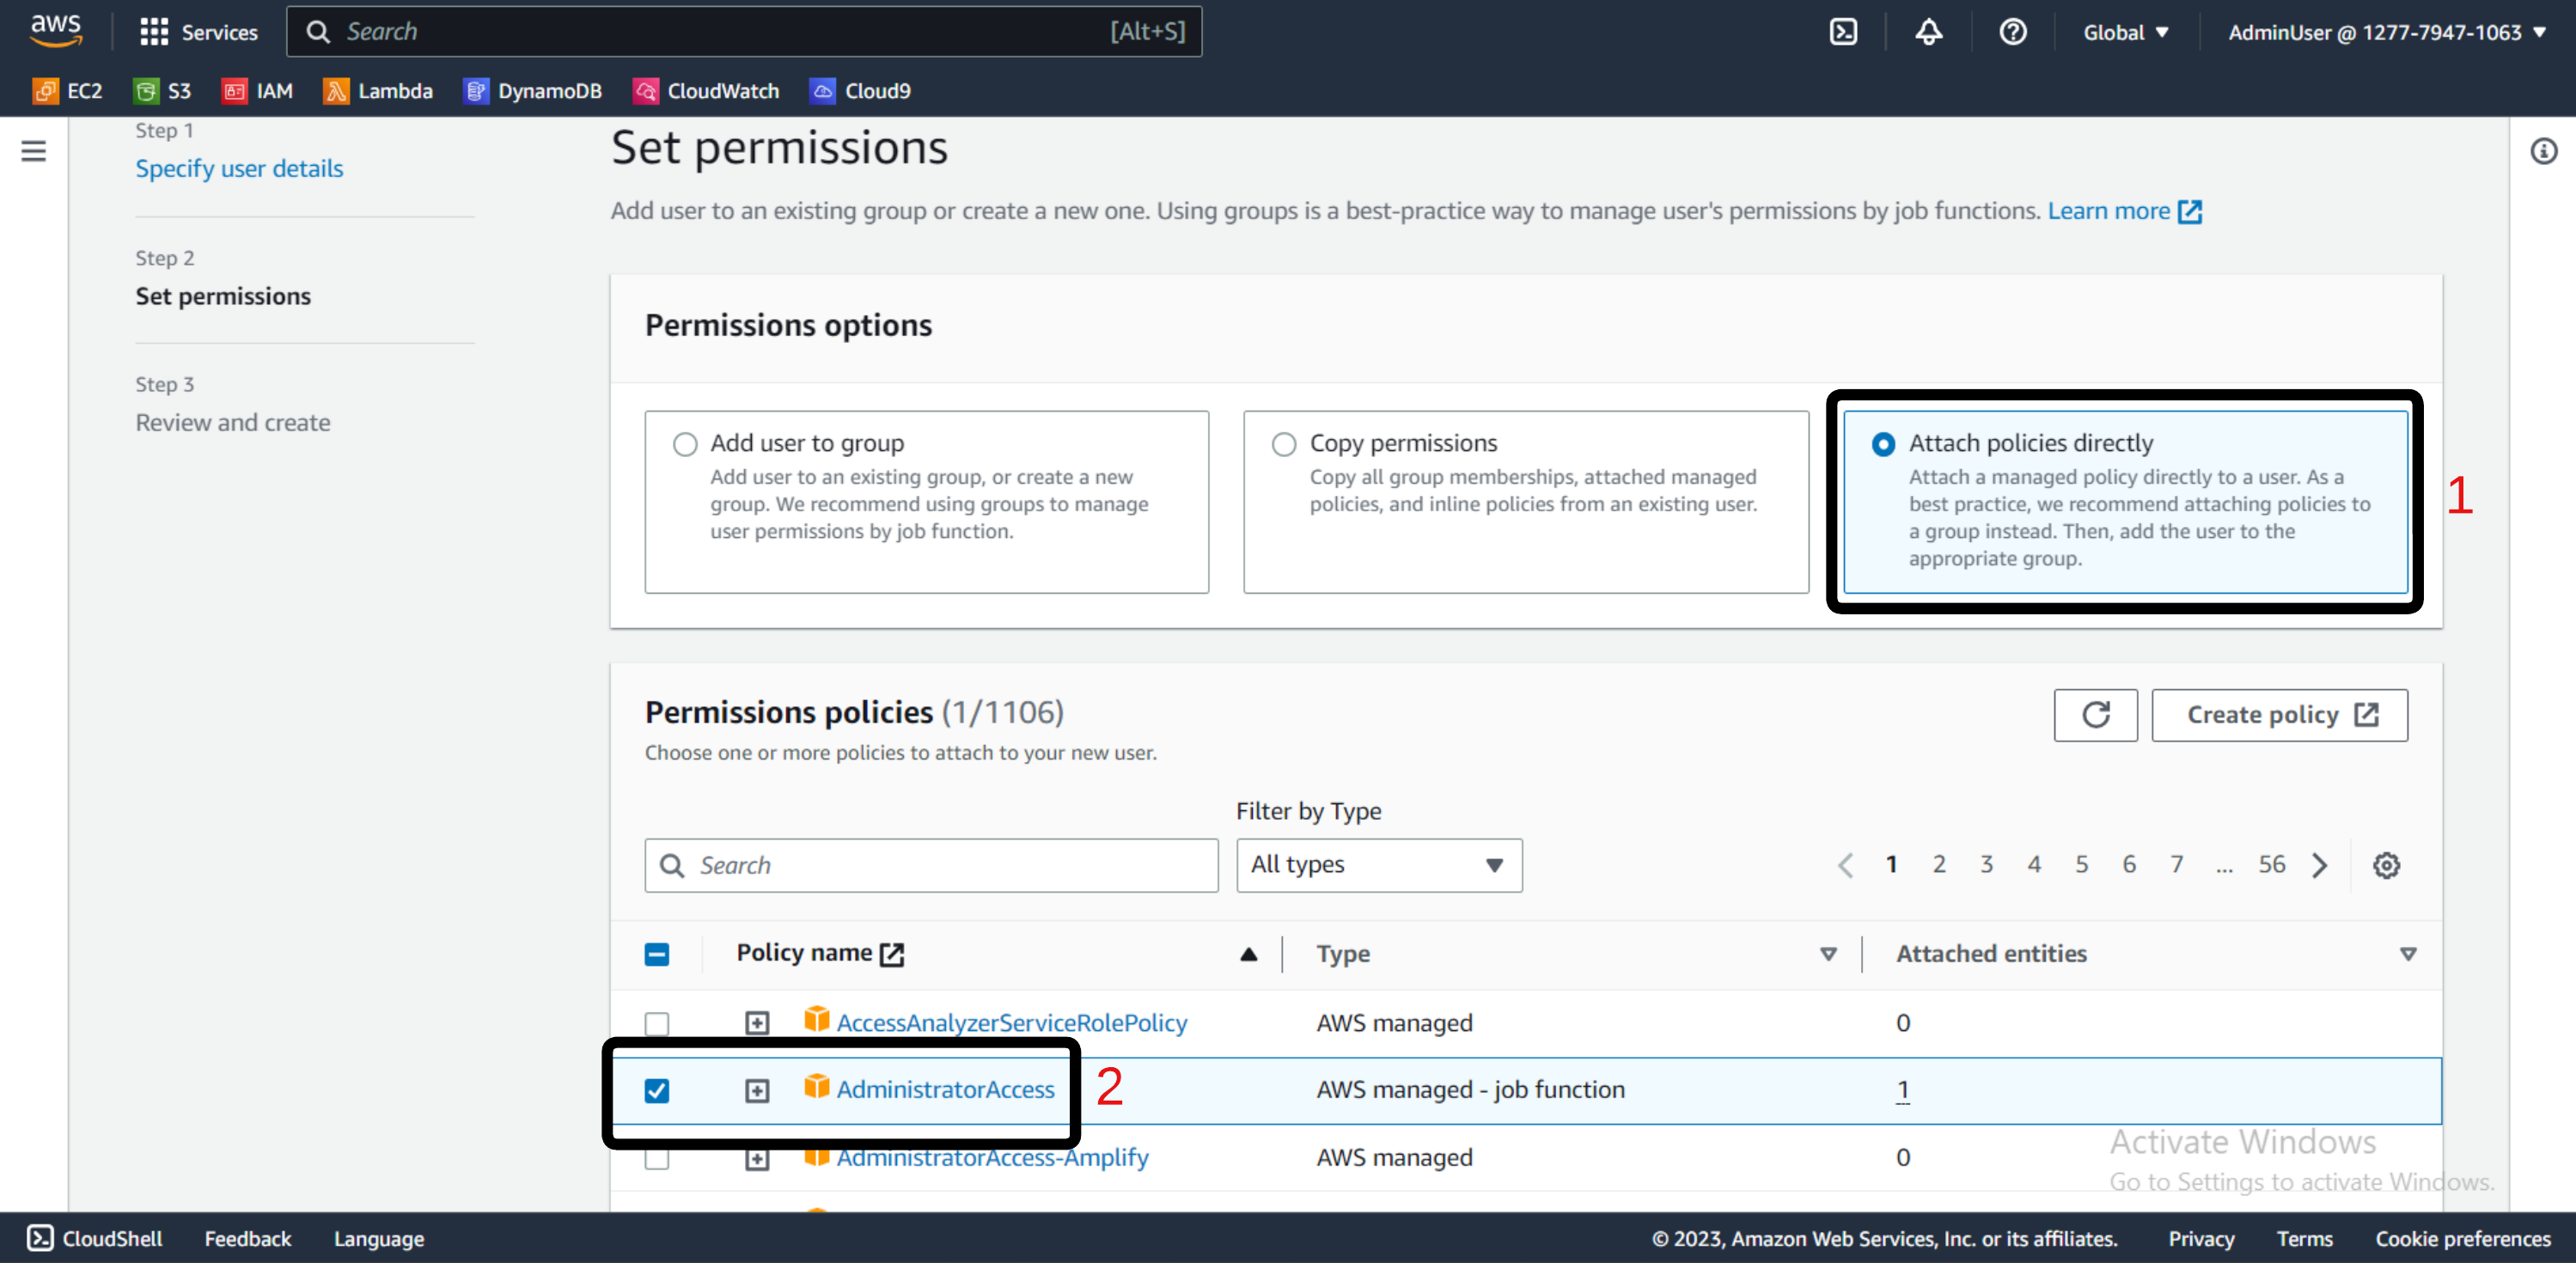 aws
Services
Search
[Alt+S]
Global
AdminUser @ 1277-7947-1063
EC2
S3
IAM
Lambda
DynamoDB
CloudWatch
Cloud9
Step 1
Specify user details
Step 2
Set permissions
Step 3
Review and create
Set permissions
Add user to an existing group or create a new one. Using groups is a best-practice way to manage user's permissions by job functions. Learn more
Permissions options
Add user to group
Add user to an existing group, or create a new
group. We recommend using groups to manage
user permissions by job function.
Copy permissions
Copy all group memberships, attached managed
policies, and inline policies from an existing user.
Attach policies directly
Attach a managed policy directly to a user. As a
best practice, we recommend attaching policies to
a group instead. Then, add the user to the
appropriate group.
1
Permissions policies (1/1106)
Choose one or more policies to attach to your new user.
Create policy
Filter by Type
Search
All types
1 2 3 4 5 6 7 ... 56
Policy name Type Attached entities
AccessAnalyzerServiceRolePolicy AWS managed 0
AdministratorAccess 2 AWS managed - job function 1
AdministratorAccess-Amplify AWS managed 0
Activate Windows
Go to Settings to activate Windows.
CloudShell Feedback Language
© 2023, Amazon Web Services, Inc. or its affiliates. Privacy Terms Cookie preferences